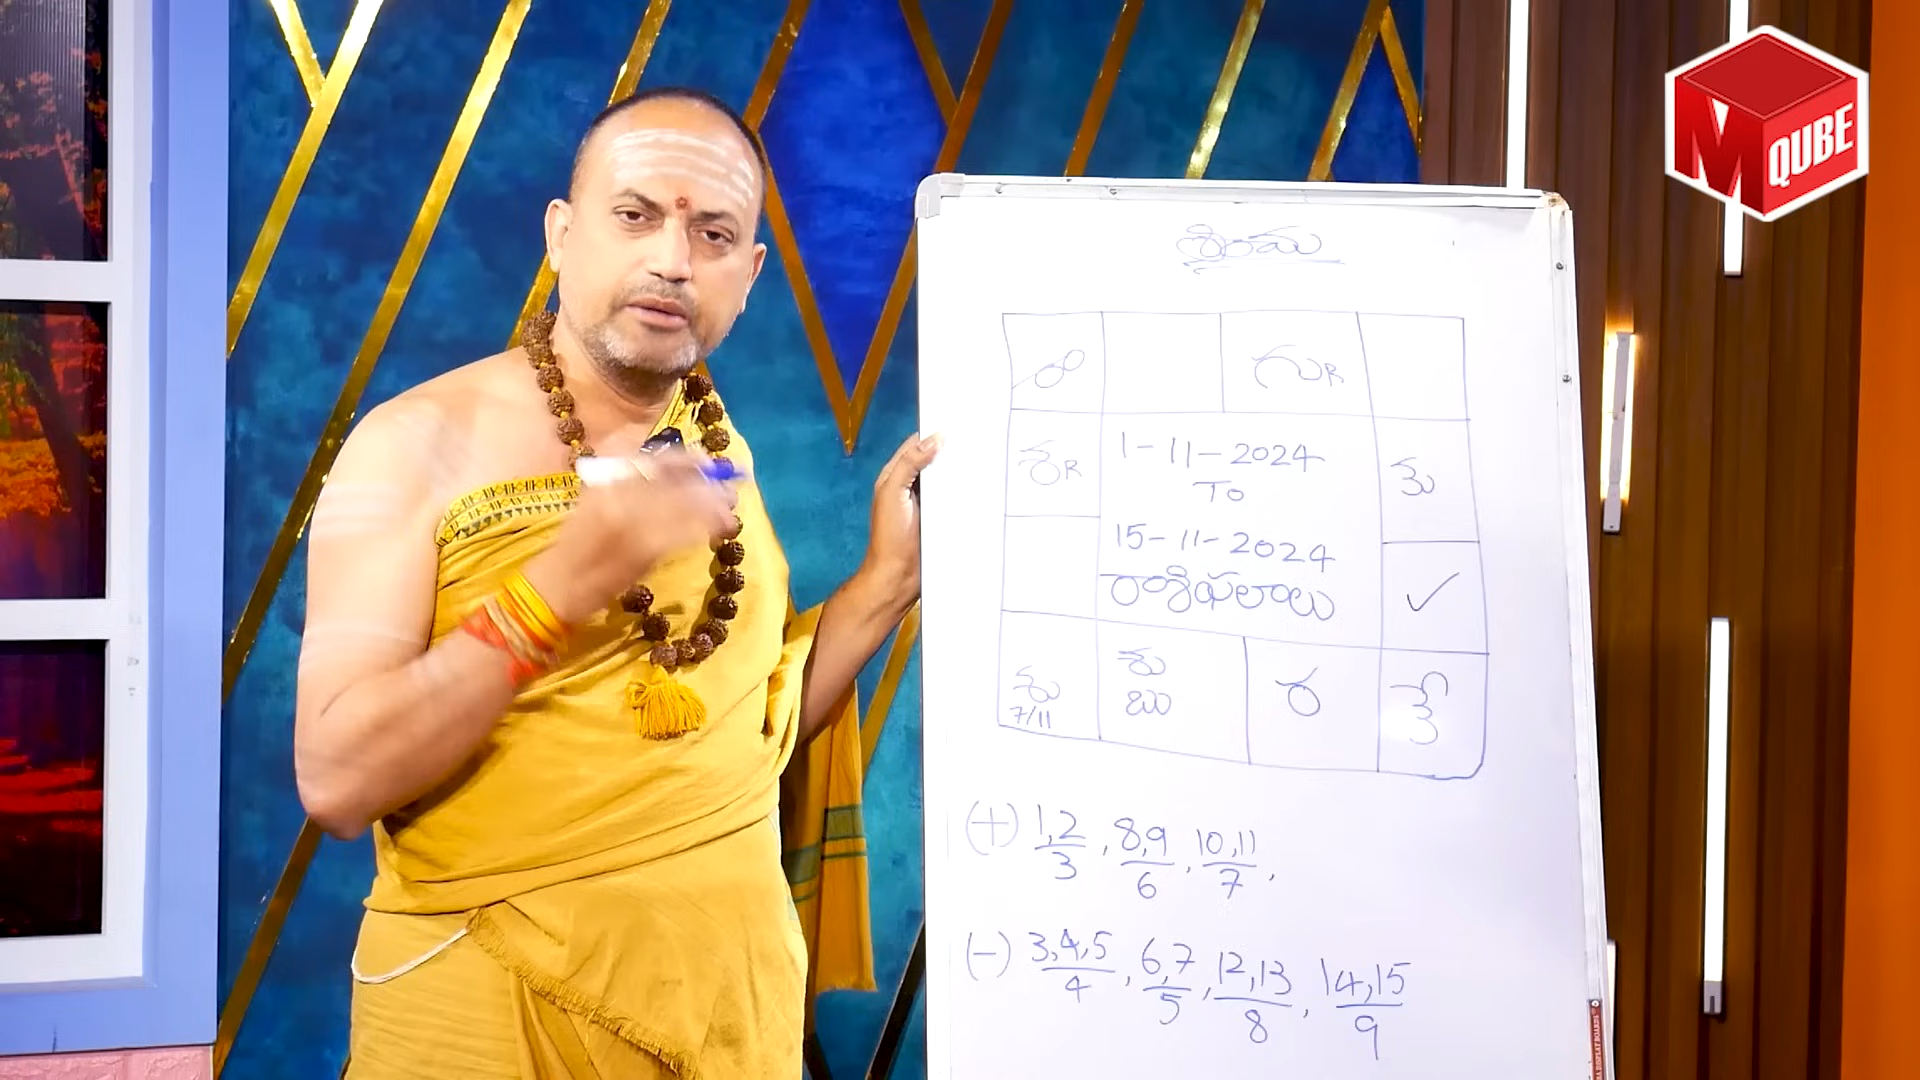 M QUBE
శ్రీరామ
రా గుR
శR 1-11-2024 కు
To
15-11-2024
రాశిఫలాలు ✓
శు శు ర కే
7/11 బు
(+) 1,2/3, 8,9/6, 10,11/7,
(-) 3,4,5/4, 6,7/5, 12,13/8, 14,15/9